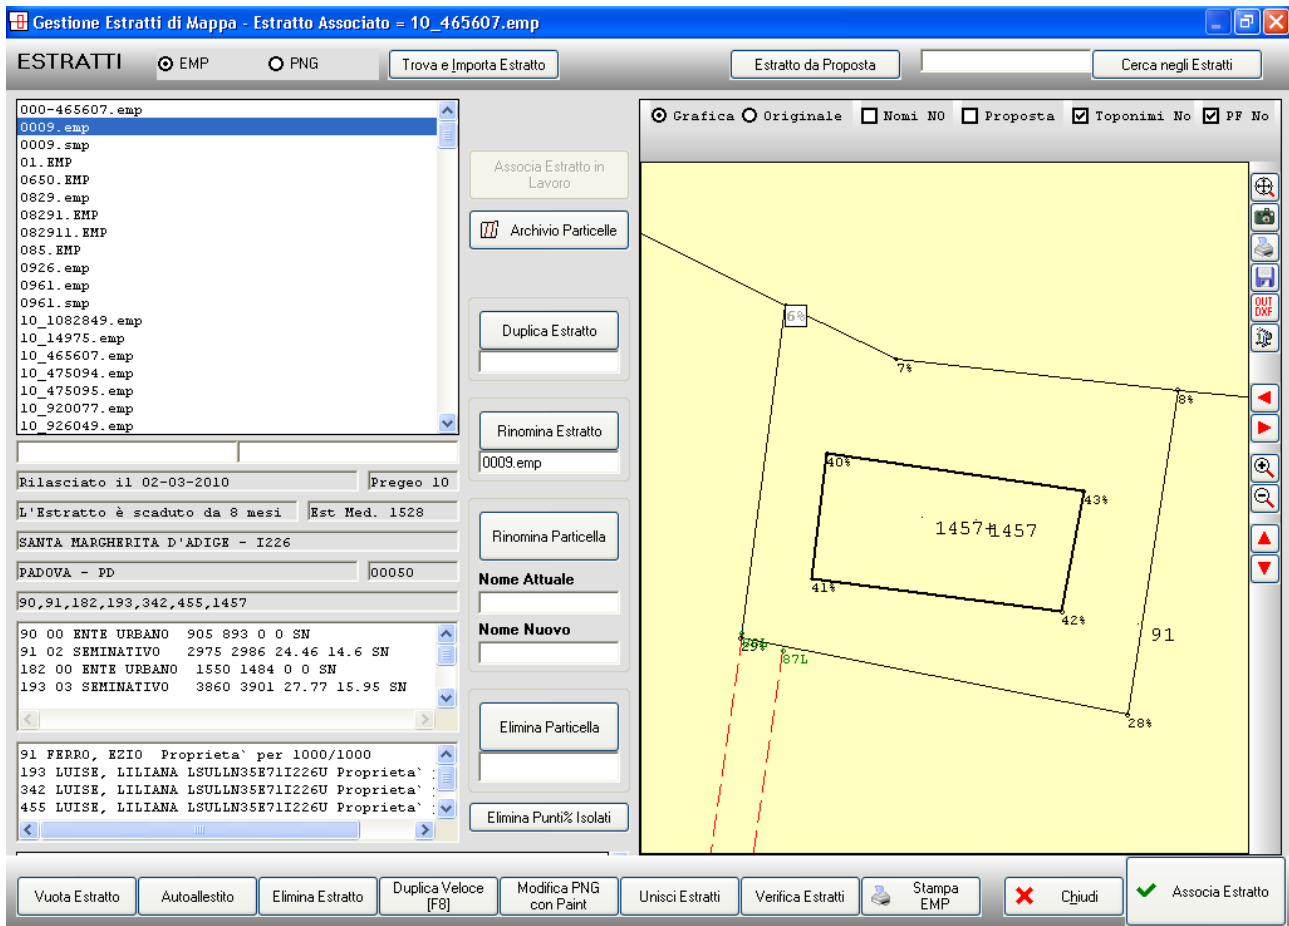 Gestione Estratti di Mappa - Estratto Associato = 10_465607.emp
ESTRATTI EMP PNG Trova e Importa Estratto Estratto da Proposta Cerca negli Estratti
000-465607.emp
0009.emp
0009.smp
01.EMP
0650.EMP
0829.emp
08291.EMP
082911.EMP
085.EMP
0926.emp
0961.emp
0961.smp
10_1082849.emp
10_14975.emp
10_465607.emp
10_475094.emp
10_475095.emp
10_920077.emp
10_926049.emp
Rilasciato il 02-03-2010 Pregeo 10
L'Estratto è scaduto da 8 mesi Est Med. 1528
SANTA MARGHERITA D'ADIGE - I226
PADOVA - PD 00050
90,91,182,193,342,455,1457
90 00 ENTE URBANO 905 893 0 0 SN
91 02 SEMINATIVO 2975 2986 24.46 14.6 SN
182 00 ENTE URBANO 1550 1484 0 0 SN
193 03 SEMINATIVO 3860 3901 27.77 15.95 SN
91 FERRO, EZIO Proprieta` per 1000/1000
193 LUISE, LILIANA LSULLN35E71I226U Proprieta`
342 LUISE, LILIANA LSULLN35E71I226U Proprieta`
455 LUISE, LILIANA LSULLN35E71I226U Proprieta`
Associa Estratto in
Lavoro
Archivio Particelle
Duplica Estratto
Rinomina Estratto
0009.emp
Rinomina Particella
Nome Attuale
Nome Nuovo
Elimina Particella
Elimina Punti% Isolati
Grafica Originale Nomi NO Proposta Toponimi No PF No
6%
7%
8%
40%
43%
1457+1457
41%
42%
91
29%
87L
28%
OUT
DXF
Vuota Estratto
Autoallestito
Elimina Estratto
Duplica Veloce
[F8]
Modifica PNG
con Paint
Unisci Estratti
Verifica Estratti
Stampa
EMP
Chiudi
Associa Estratto